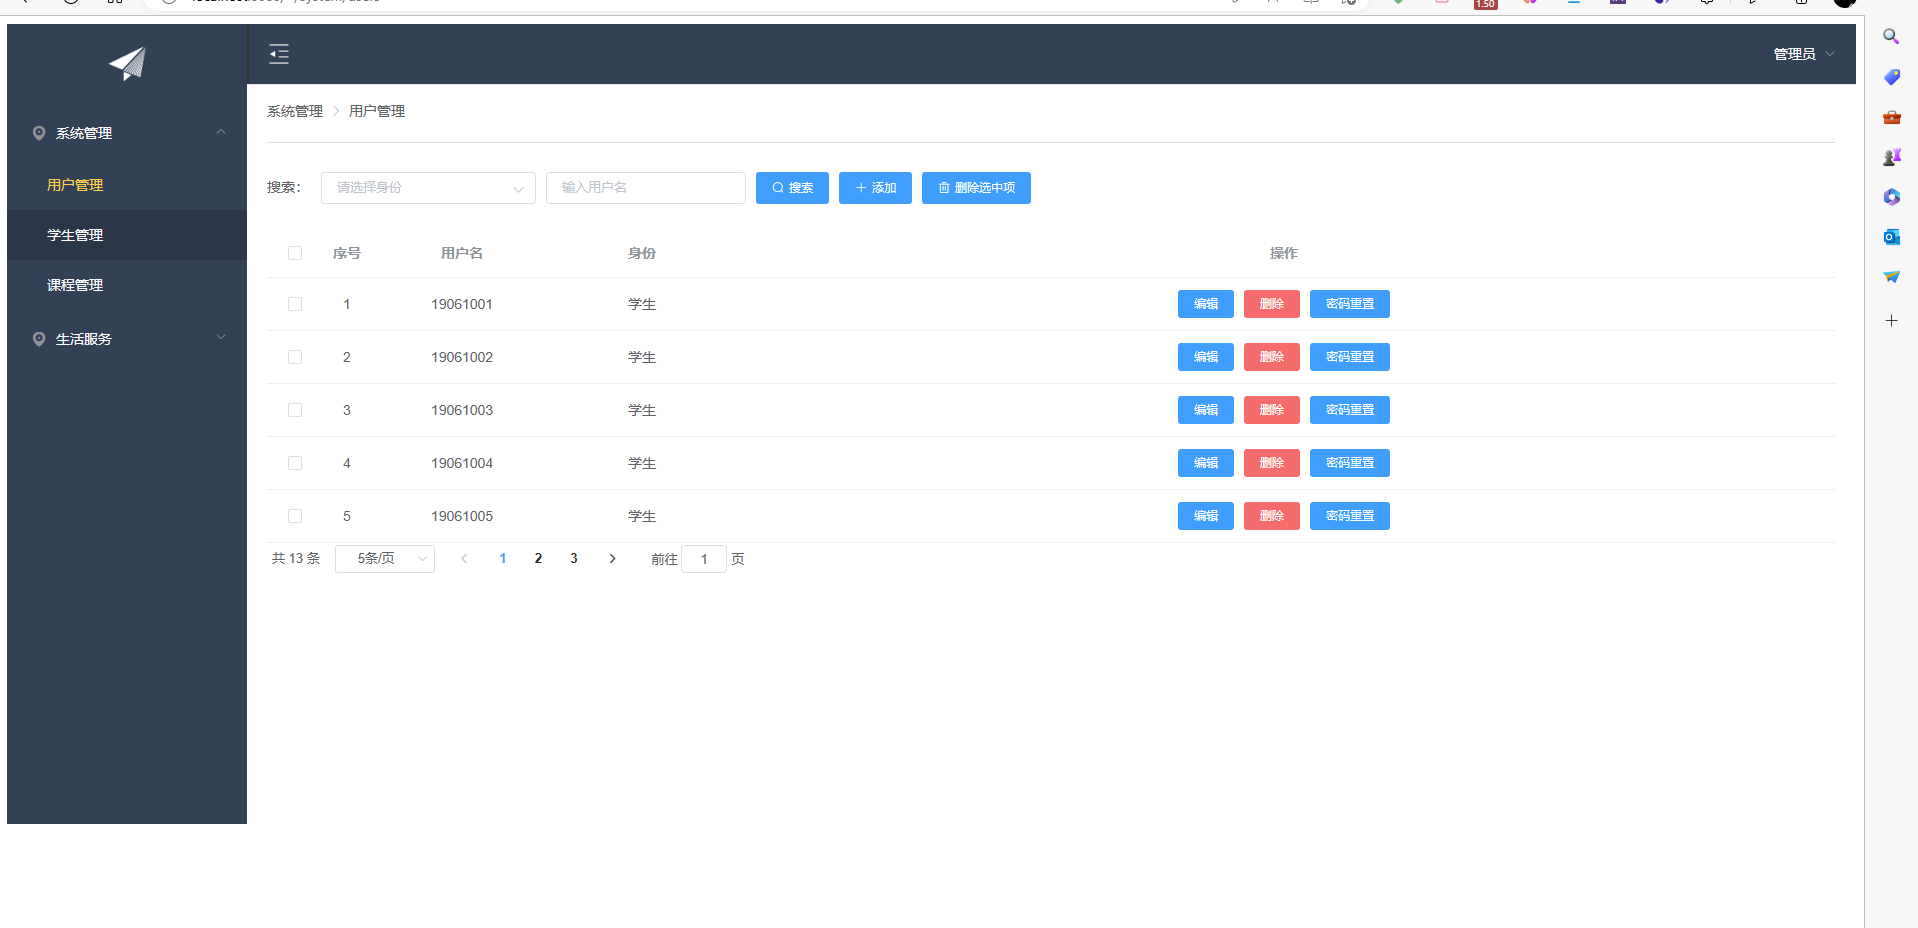 1.50
管理员
系统管理
用户管理
学生管理
课程管理
生活服务
系统管理 用户管理
搜索： 请选择身份 输入用户名 搜索 添加 删除选中项
序号 用户名 身份 操作
1 19061001 学生 编辑 删除 密码重置
2 19061002 学生 编辑 删除 密码重置
3 19061003 学生 编辑 删除 密码重置
4 19061004 学生 编辑 删除 密码重置
5 19061005 学生 编辑 删除 密码重置
共 13 条 5条/页 1 2 3 前往 1 页